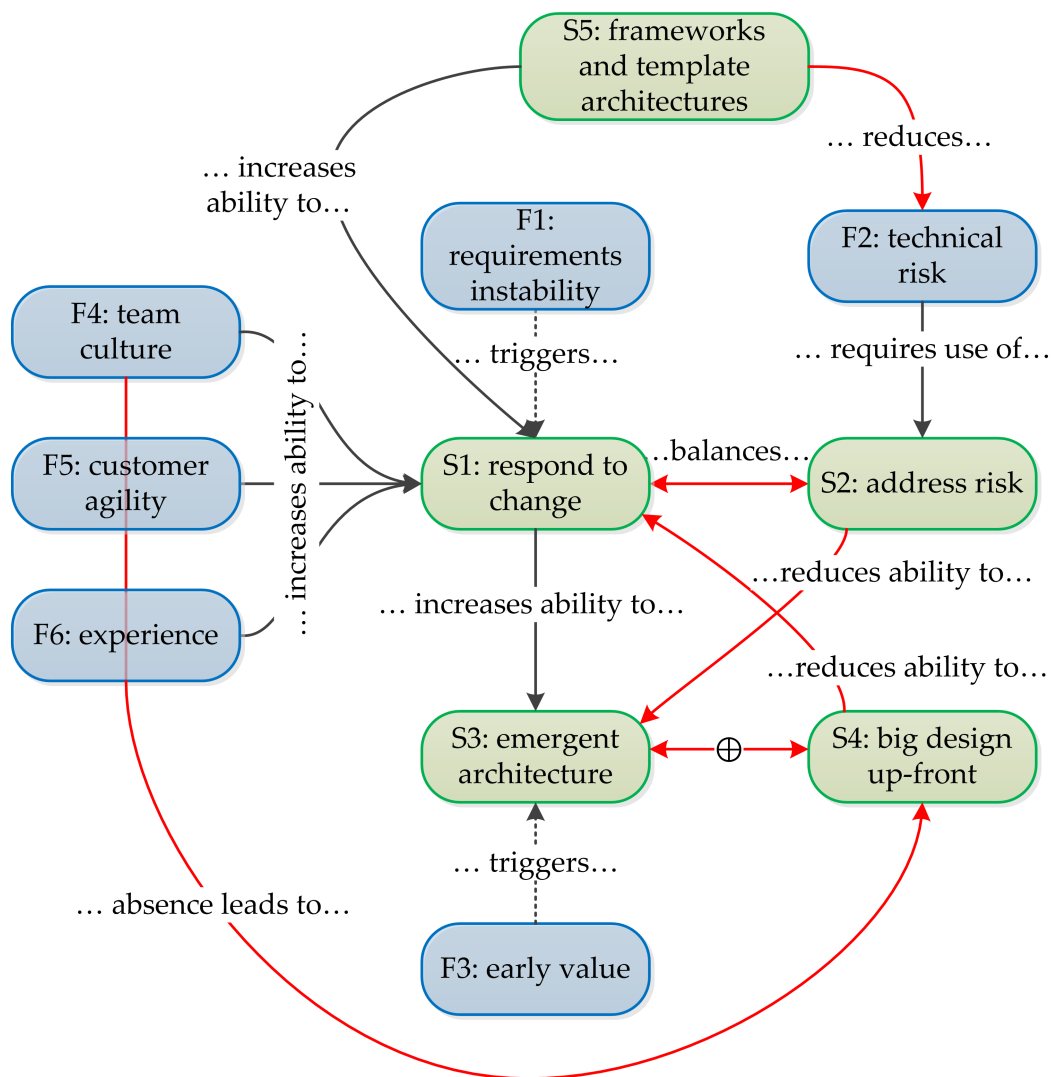 S5: frameworks
and template
architectures
… increases
ability to…
… reduces…
F1:
requirements
instability
F2: technical
risk
F4: team
culture
… triggers…
… requires use of…
… increases ability to…
F5: customer
agility
S1: respond to
change
…balances…
S2: address risk
…reduces ability to…
… increases ability to…
F6: experience
…reduces ability to…
S3: emergent
architecture
S4: big design
up-front
… triggers…
… absence leads to…
F3: early value